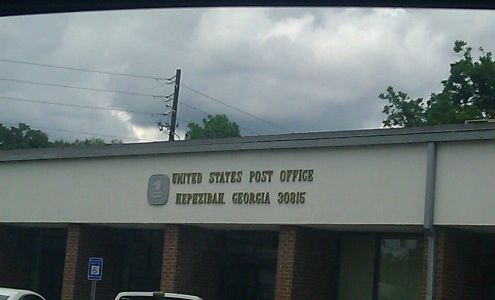 UNITED STATES POST OFFICE
HEPHZIBAH, GEORGIA 30815